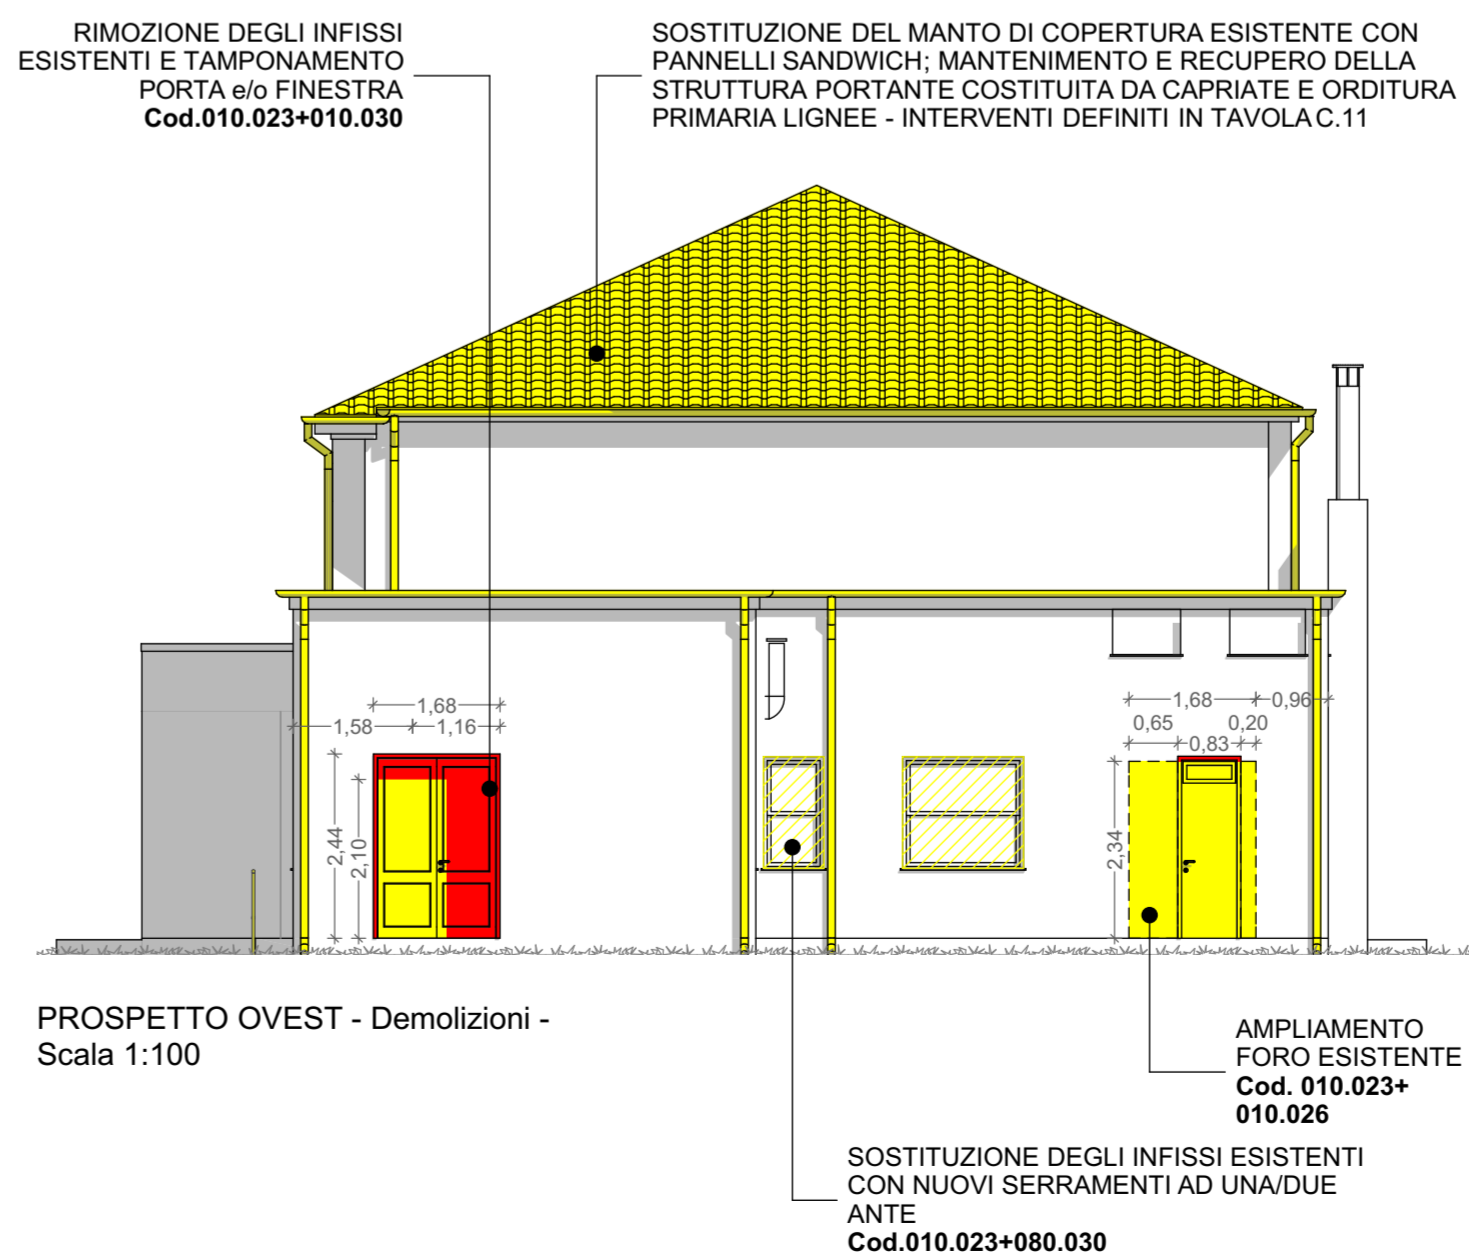 RIMOZIONE DEGLI INFISSI
ESISTENTI E TAMPONAMENTO
PORTA e/o FINESTRA
Cod.010.023+010.030
SOSTITUZIONE DEL MANTO DI COPERTURA ESISTENTE CON
PANNELLI SANDWICH; MANTENIMENTO E RECUPERO DELLA
STRUTTURA PORTANTE COSTITUITA DA CAPRIATE E ORDITURA
PRIMARIA LIGNEE - INTERVENTI DEFINITI IN TAVOLA C.11
1,68
1,58
1,16
2,44
2,10
1,68
0,96
0,65
0,20
0,83
2,34
PROSPETTO OVEST - Demolizioni -
Scala 1:100
AMPLIAMENTO
FORO ESISTENTE
Cod. 010.023+
010.026
SOSTITUZIONE DEGLI INFISSI ESISTENTI
CON NUOVI SERRAMENTI AD UNA/DUE
ANTE
Cod.010.023+080.030